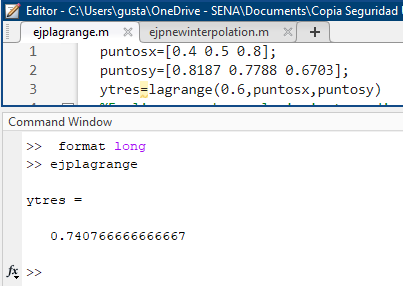 Editor - C:\Users\gusta\OneDrive - SENA\Documents\Copia Seguridad
ejplagrange.m × ejpnewinterpolation.m × +
1 puntosx=[0.4 0.5 0.8];
2 puntosy=[0.8187 0.7788 0.6703];
3 ytres=lagrange(0.6,puntosx,puntosy)
4
Command Window
>> format long
>> ejplagrange
ytres =
0.740766666666667
fx >>